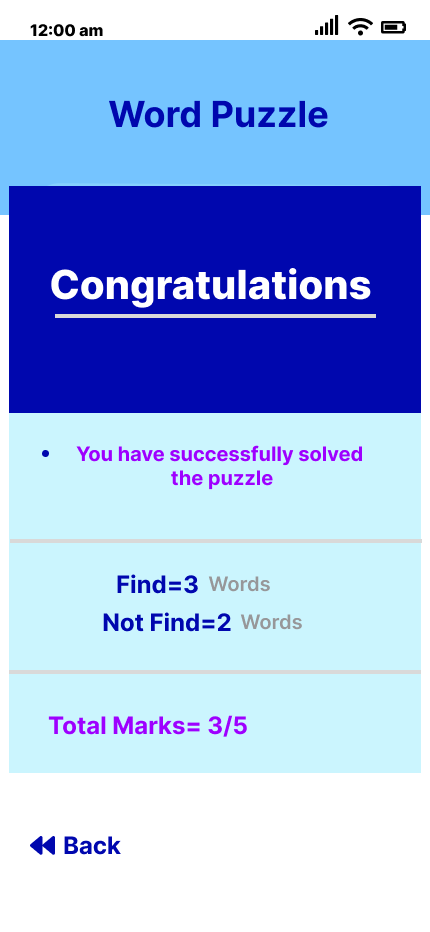 12:00 am
Word Puzzle
Congratulations
• You have successfully solved
the puzzle
Find=3 Words
Not Find=2 Words
Total Marks= 3/5
Back